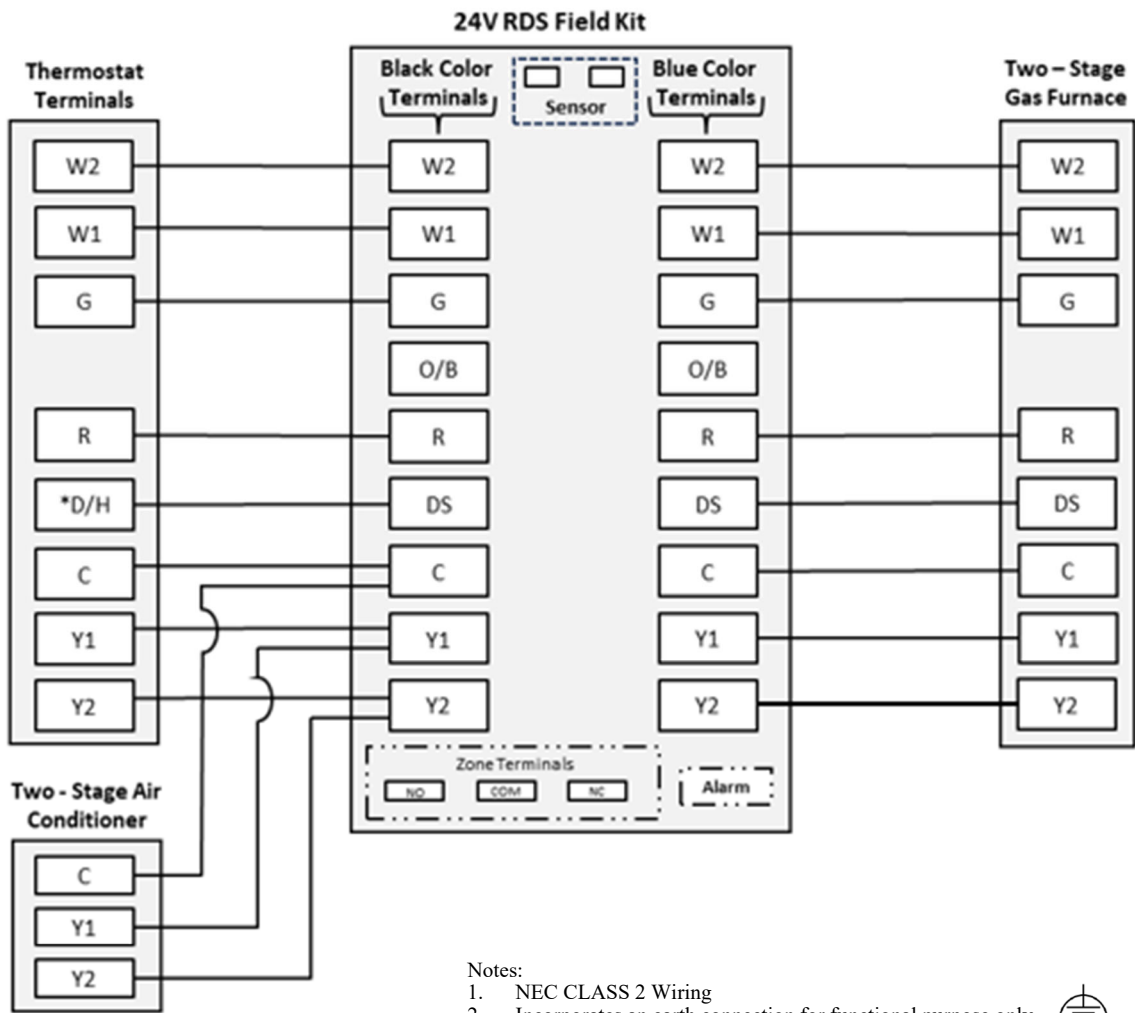 24V RDS Field Kit
Thermostat
Terminals
Black Color
Terminals
Sensor
Blue Color
Terminals
Two – Stage
Gas Furnace
W2 W2 W2 W2
W1 W1 W1 W1
G G G G
O/B O/B
R R R R
*D/H DS DS DS
C C C C
Y1 Y1 Y1 Y1
Y2 Y2 Y2 Y2
Zone Terminals
NO COM NC
Alarm
Two - Stage Air
Conditioner
C
Y1
Y2
Notes:
1. NEC CLASS 2 Wiring